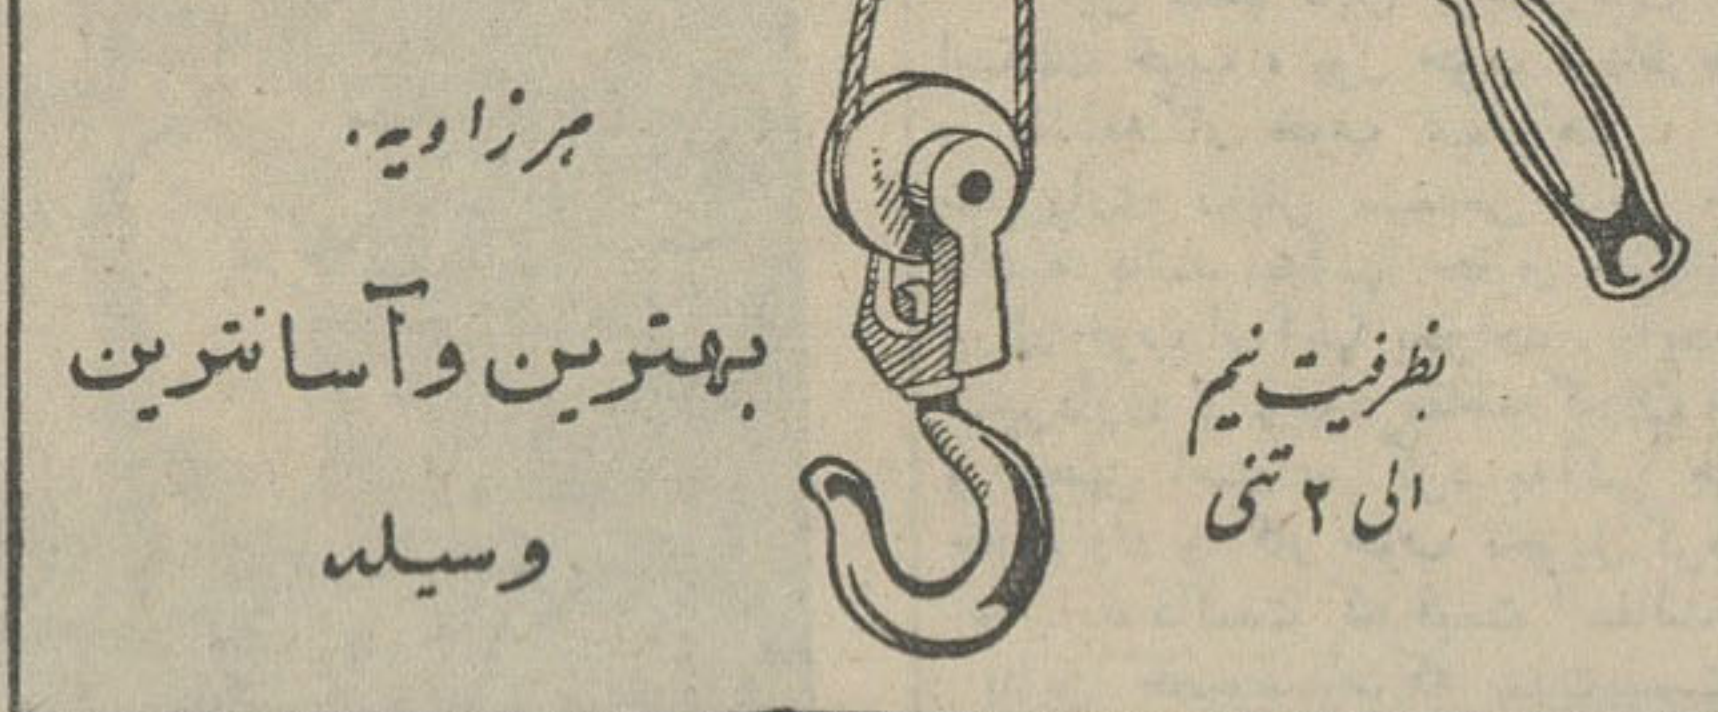 هر زاویه.
بهترین و آسانترین
وسیله
بظرفیت نیم
الی ۲ تنی